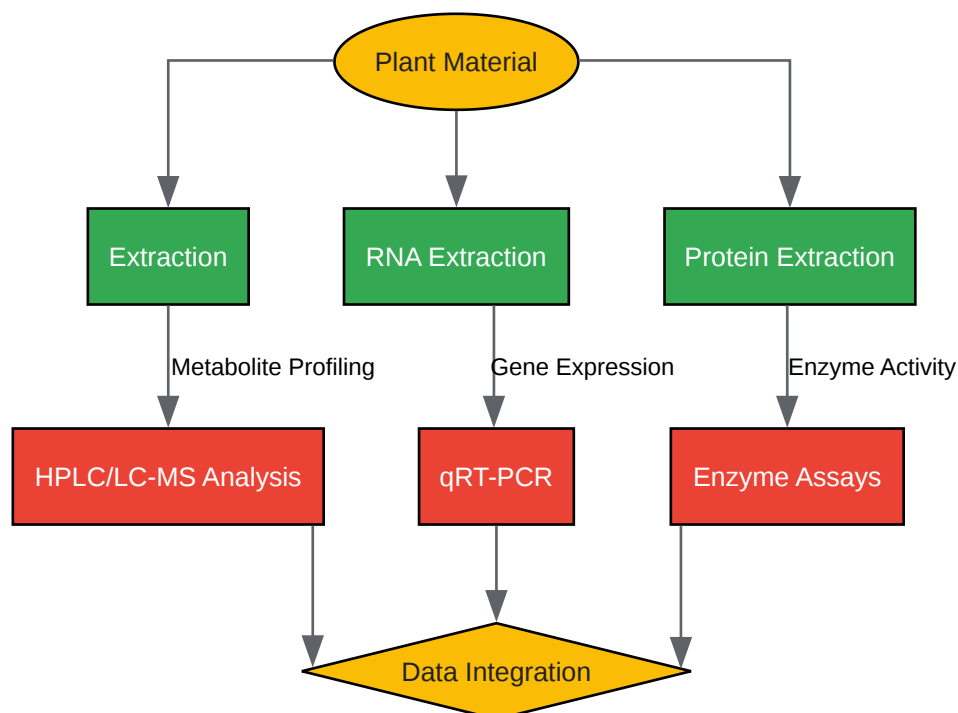 Plant Material
Extraction
RNA Extraction
Protein Extraction
Metabolite Profiling
Gene Expression
Enzyme Activity
HPLC/LC-MS Analysis
qRT-PCR
Enzyme Assays
Data Integration